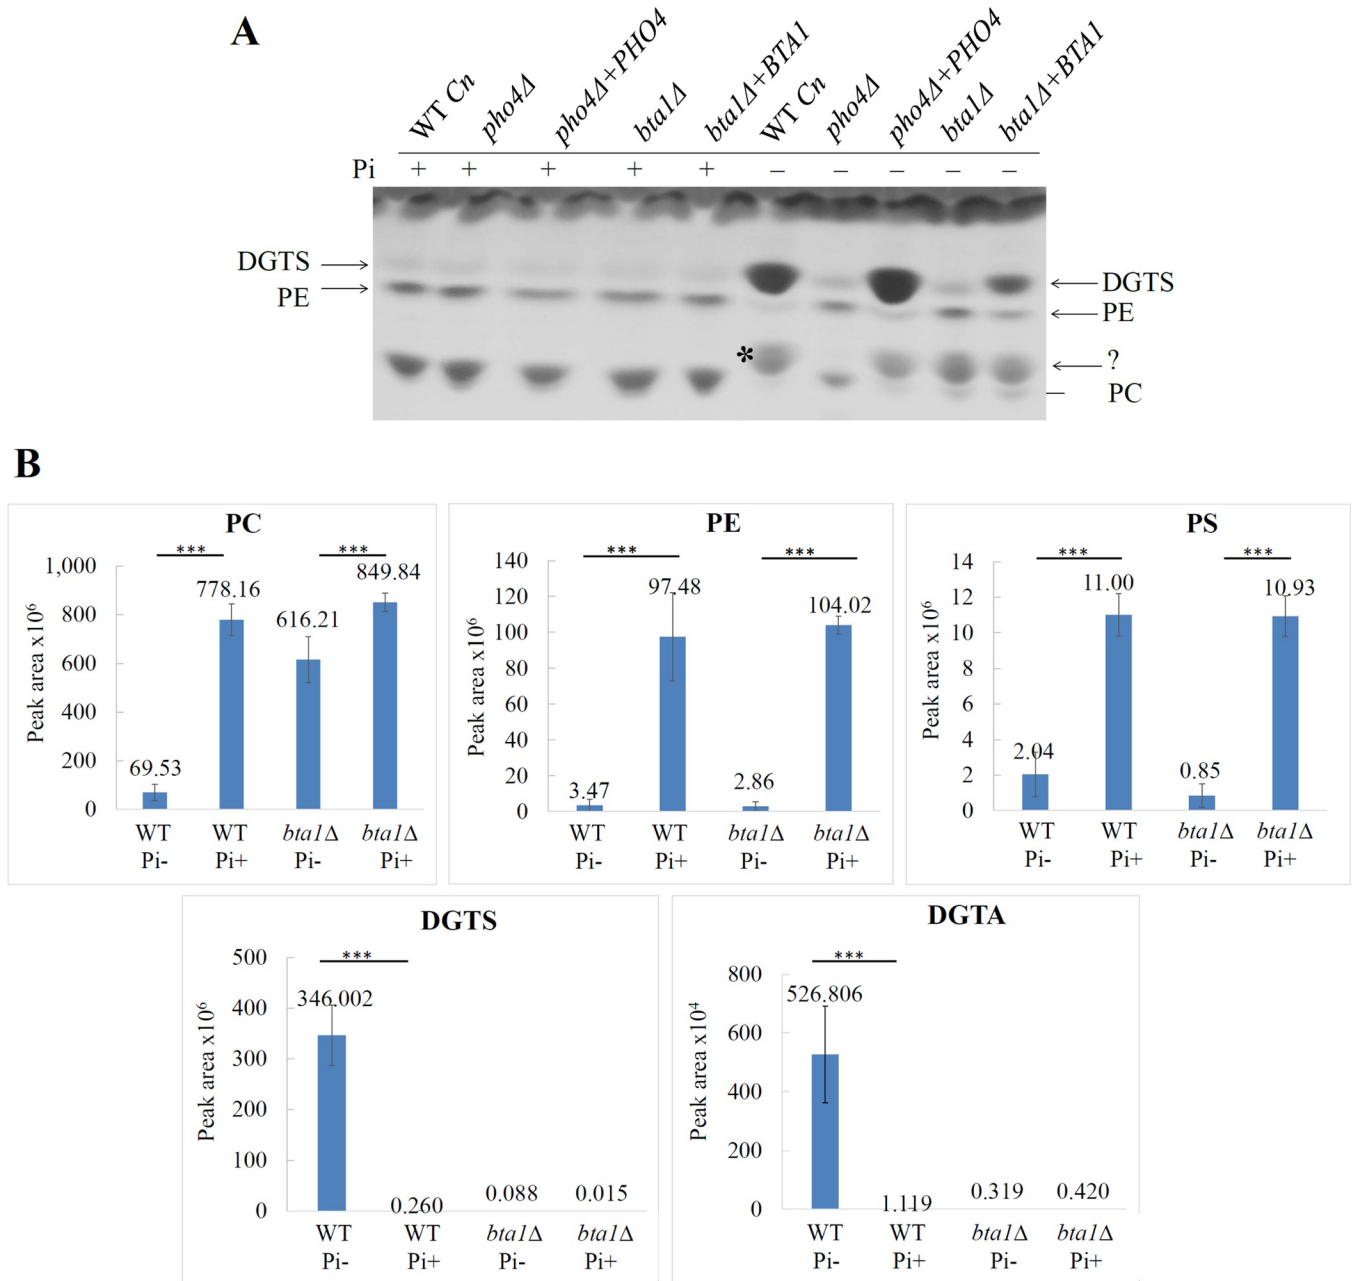 A
WT Cn pho4Δ pho4Δ+PHO4 bta1Δ bta1Δ+BTA1 WT Cn pho4Δ pho4Δ+PHO4 bta1Δ bta1Δ+BTA1
Pi + + + + + – – – – –
DGTS
PE
*
DGTS
PE
?
PC
B
PC
Peak area x10⁶
1,000
800
600
400
200
0
*** ***
69.53 778.16 616.21 849.84
WT WT bta1Δ bta1Δ
Pi- Pi+ Pi- Pi+
PE
Peak area x10⁶
140
120
100
80
60
40
20
0
*** ***
3.47 97.48 2.86 104.02
WT WT bta1Δ bta1Δ
Pi- Pi+ Pi- Pi+
PS
Peak area x10⁶
14
12
10
8
6
4
2
0
*** ***
2.04 11.00 0.85 10.93
WT WT bta1Δ bta1Δ
Pi- Pi+ Pi- Pi+
DGTS
Peak area x10⁶
500
400
300
200
100
0
***
346.002 0.260 0.088 0.015
WT WT bta1Δ bta1Δ
Pi- Pi+ Pi- Pi+
DGTA
Peak area x10⁴
800
600
400
200
0
***
526.806 1.119 0.319 0.420
WT WT bta1Δ bta1Δ
Pi- Pi+ Pi- Pi+